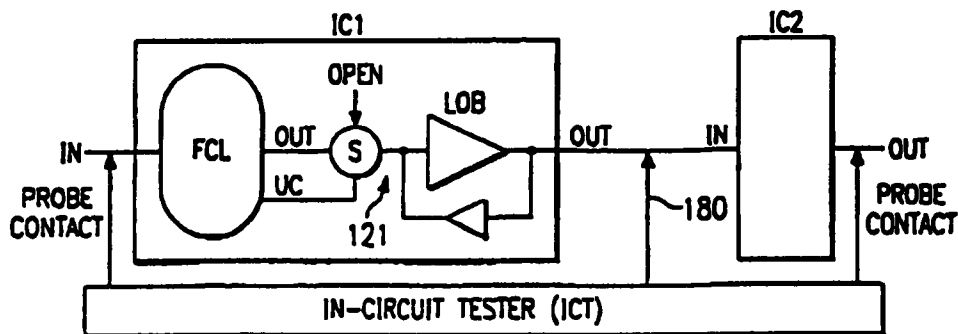 IC1
IC2
OPEN
LOB
IN
FCL
OUT
S
OUT
IN
OUT
UC
PROBE
CONTACT
121
180
PROBE
CONTACT
IN-CIRCUIT TESTER (ICT)